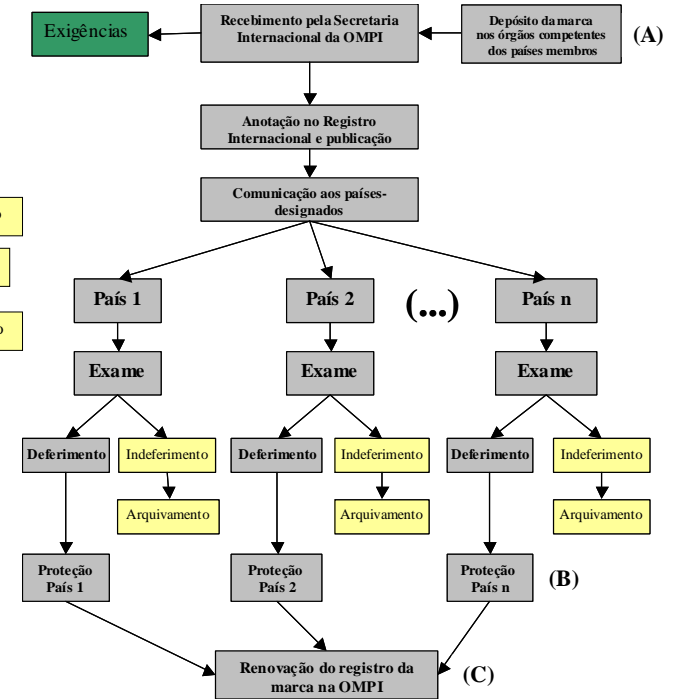 Exigências
Recebimento pela Secretaria
Internacional da OMPI
Depósito da marca
nos órgãos competentes
dos países membros
(A)
Anotação no Registro
Internacional e publicação
Comunicação aos países-
designados
País 1
País 2
(...)
País n
Exame
Exame
Exame
Deferimento
Indeferimento
Deferimento
Indeferimento
Deferimento
Indeferimento
Arquivamento
Arquivamento
Arquivamento
Proteção
País 1
Proteção
País 2
Proteção
País n
(B)
Renovação do registro da
marca na OMPI
(C)